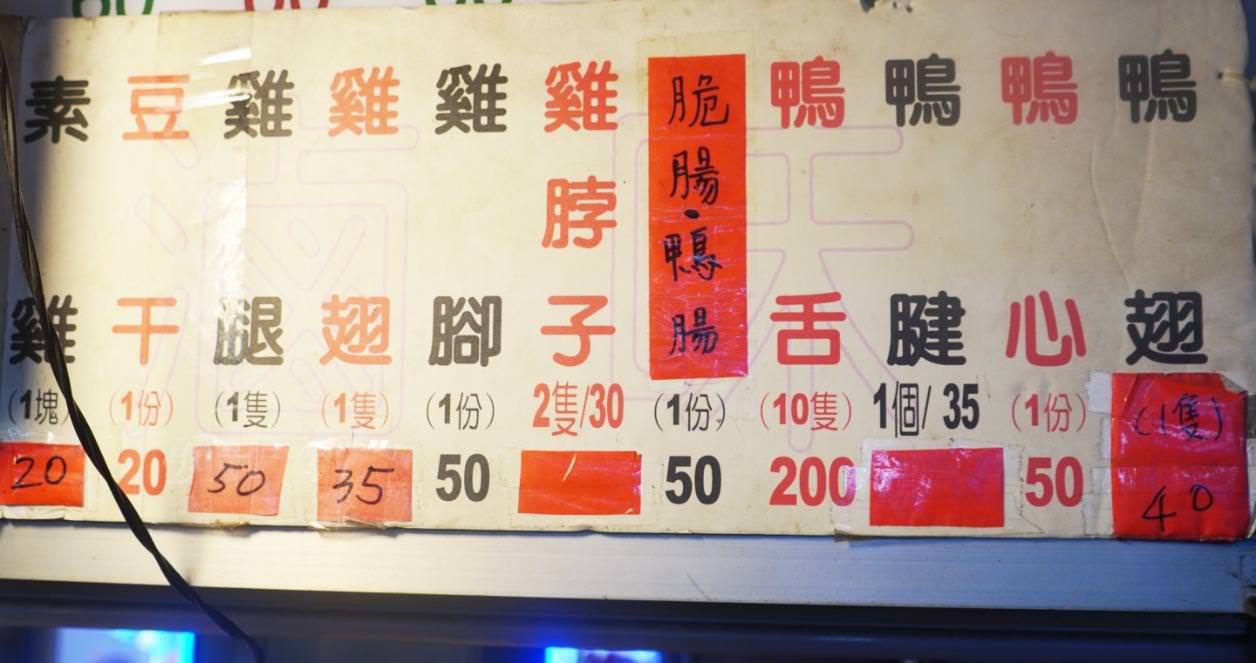 鴨翅(1隻)40
鴨心(1份)50
鴨腱1個/ 35
鴨舌(10隻)200
脆腸·鴨腸(1份)50
雞脖子2隻/30
雞腳(1份)50
雞翅(1隻)35
雞腿(1隻)50
豆干(1份)20
素雞(1塊)20
滷味